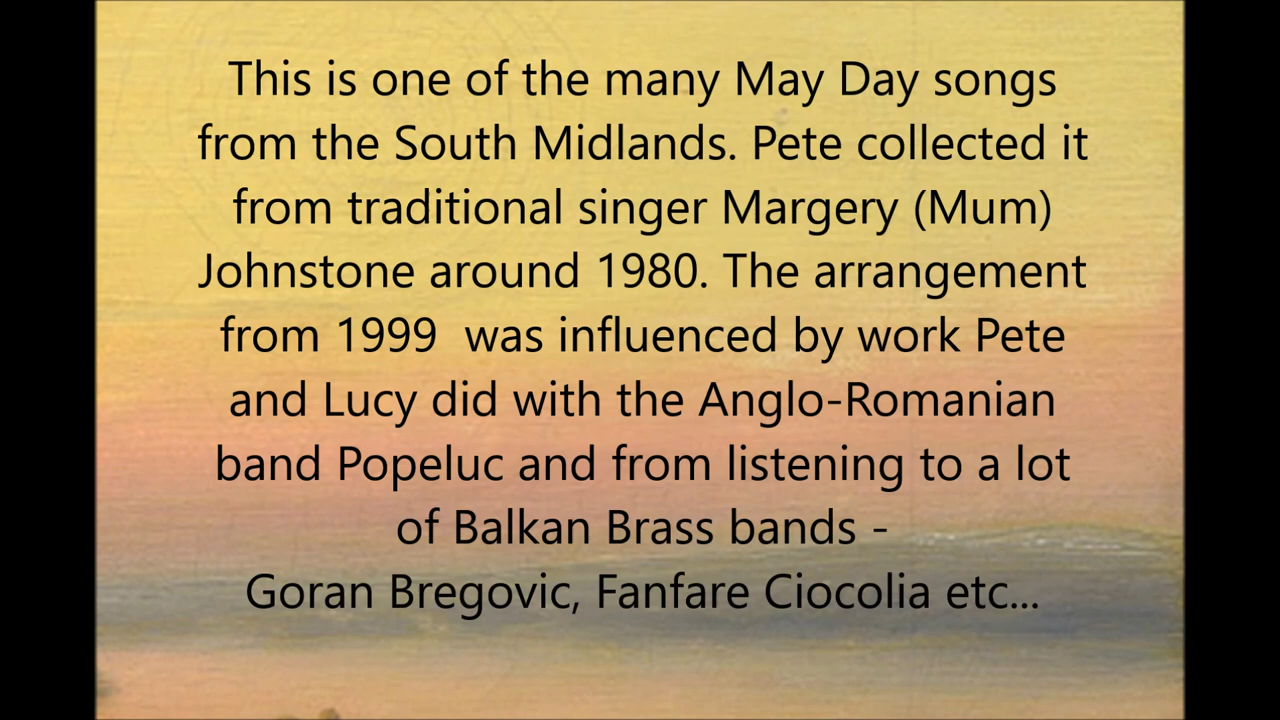 This is one of the many May Day songs
from the South Midlands. Pete collected it
from traditional singer Margery (Mum)
Johnstone around 1980. The arrangement
from 1999  was influenced by work Pete
and Lucy did with the Anglo-Romanian
band Popeluc and from listening to a lot
of Balkan Brass bands -
Goran Bregovic, Fanfare Ciocolia etc...